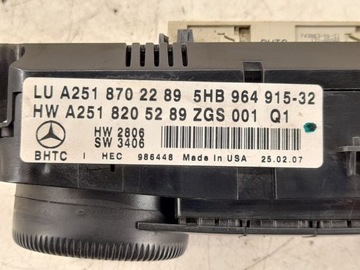 BHTC
LU A251 870 22 89 5HB 964 915-32
HW A251 820 52 89 ZGS 001 Q1
HW 2806
SW 3406
BHTC I HEC 986448 Made in USA 25.02.07